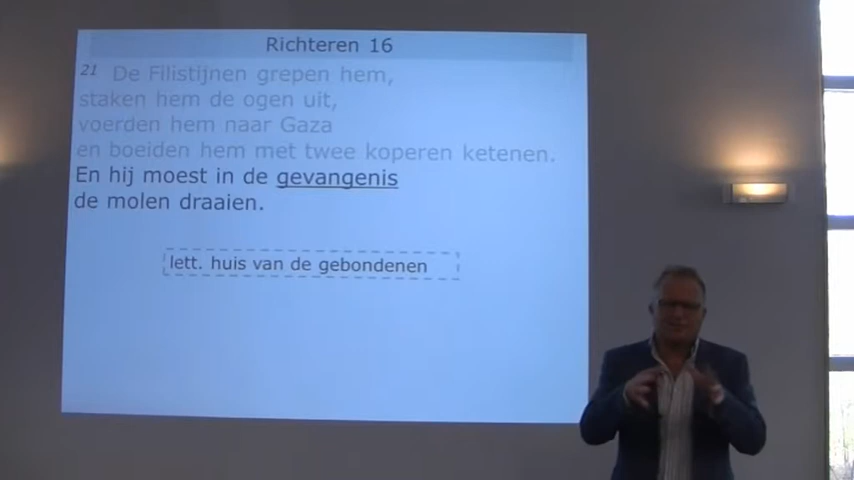 Richteren 16
21 De Filistijnen grepen hem,
staken hem de ogen uit,
voerden hem naar Gaza
en boeiden hem met twee koperen ketenen.
En hij moest in de gevangenis
de molen draaien.
lett. huis van de gebondenen